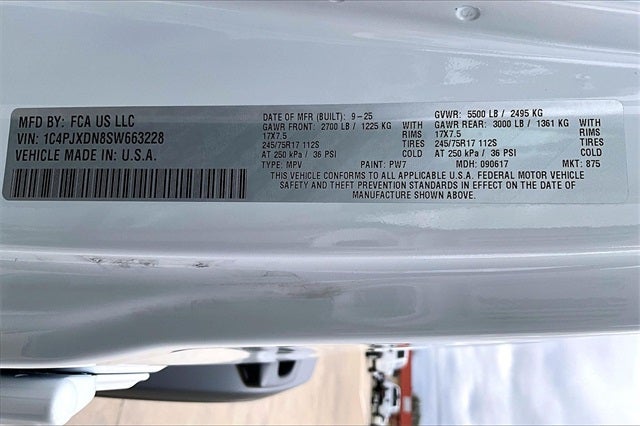 MFD BY: FCA US LLC
VIN: 1C4PJXDN8SW663228
VEHICLE MADE IN: U.S.A.
DATE OF MFR (BUILT): 9-25 GVWR: 5500 LB / 2495 KG
GAWR FRONT: 2700 LB / 1225 KG WITH GAWR REAR: 3000 LB / 1361 KG WITH
17X7.5 RIMS 17X7.5 RIMS
245/75R17 112S TIRES 245/75R17 112S TIRES
AT 250 kPa / 36 PSI COLD AT 250 kPa / 36 PSI COLD
TYPE: MPV PAINT: PW7 MDH: 090617 MKT: 875
THIS VEHICLE CONFORMS TO ALL APPLICABLE U.S.A. FEDERAL MOTOR VEHICLE
SAFETY AND THEFT PREVENTION STANDARDS IN EFFECT ON THE DATE OF
MANUFACTURE SHOWN ABOVE.